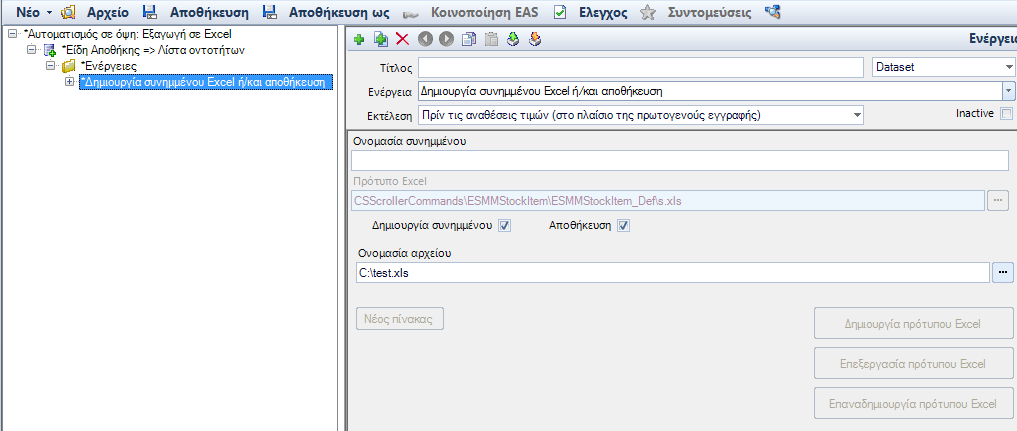 Νέο Αρχείο Αποθήκευση Αποθήκευση ως Κοινοποίηση EAS Ελεγχος Συντομεύσεις
*Αυτοματισμός σε όψη: Εξαγωγή σε Excel
*Είδη Αποθήκης => Λίστα οντοτήτων
*Ενέργειες
*Δημιουργία συνημμένου Excel ή/και αποθήκευση
Ενέργεια
Τίτλος Dataset
Ενέργεια Δημιουργία συνημμένου Excel ή/και αποθήκευση
Εκτέλεση Πρίν τις αναθέσεις τιμών (στο πλαίσιο της πρωτογενούς εγγραφής) Inactive
Ονομασία συνημμένου
Πρότυπο Excel
CSScrollerCommands\ESMMStockItem\ESMMStockItem_Def\s.xls ...
Δημιουργία συνημμένου Αποθήκευση
Ονομασία αρχείου
C:\test.xls ...
Νέος πίνακας
Δημιουργία πρότυπου Excel
Επεξεργασία πρότυπου Excel
Επαναδημιουργία πρότυπου Excel